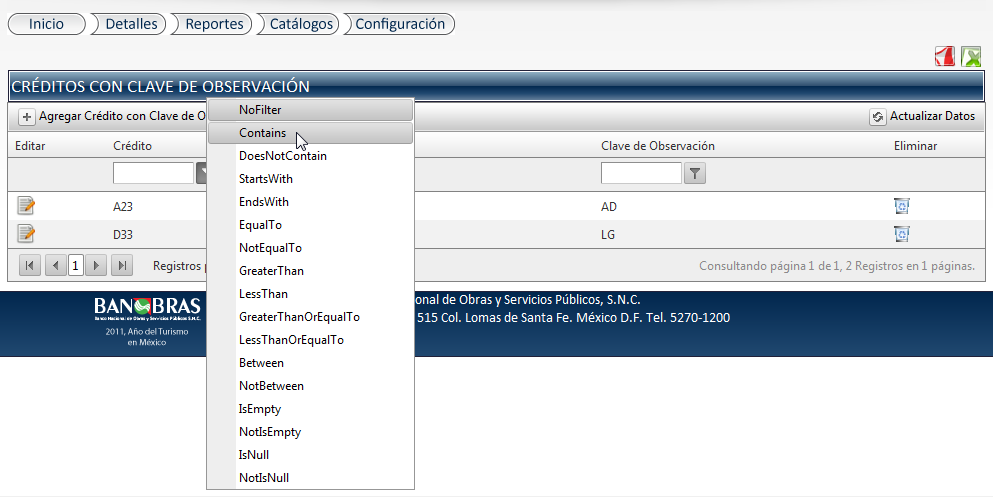 Inicio Detalles Reportes Catálogos Configuración
CRÉDITOS CON CLAVE DE OBSERVACIÓN
Agregar Crédito con Clave de O Actualizar Datos
Editar Crédito Clave de Observación Eliminar
A23 AD
D33 LG
1 Registros Consultando página 1 de 1, 2 Registros en 1 páginas.
NoFilter
Contains
DoesNotContain
StartsWith
EndsWith
EqualTo
NotEqualTo
GreaterThan
LessThan
GreaterThanOrEqualTo
LessThanOrEqualTo
Between
NotBetween
IsEmpty
NotIsEmpty
IsNull
NotIsNull
BANOBRAS
Banco Nacional de Obras y Servicios Públicos S.N.C.
2011, Año del Turismo
en México
onal de Obras y Servicios Públicos, S.N.C.
515 Col. Lomas de Santa Fe. México D.F. Tel. 5270-1200